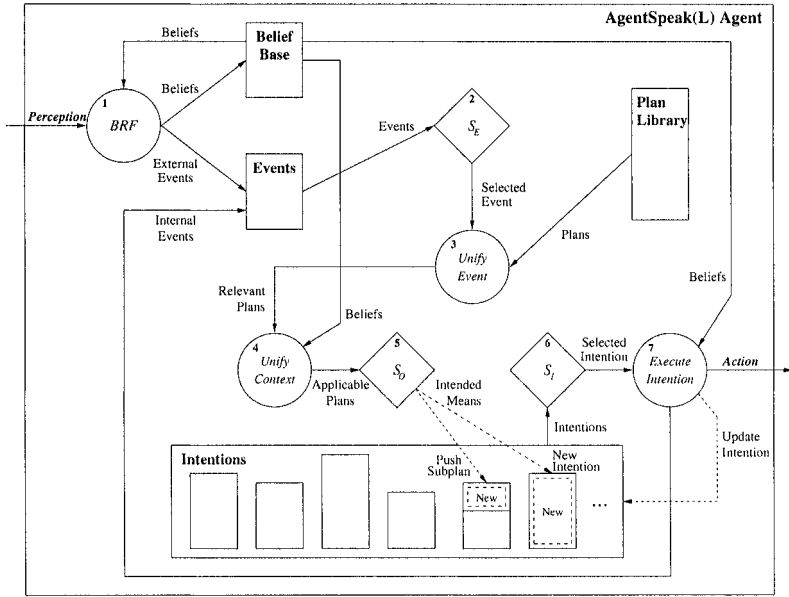 AgentSpeak(L) Agent
Beliefs
Belief
Base
1
BRF
Perception
Beliefs
2
S_E
Plan
Library
Events
External
Events
Events
Selected
Event
Internal
Events
3
Unify
Event
Plans
Relevant
Plans
Beliefs
Beliefs
4
Unify
Context
Applicable
Plans
5
S_O
Intended
Means
6
S_I
Selected
Intention
7
Execute
Intention
Action
Intentions
Update
Intention
Intentions
Push
Subplan
New
Intention
New
New
...